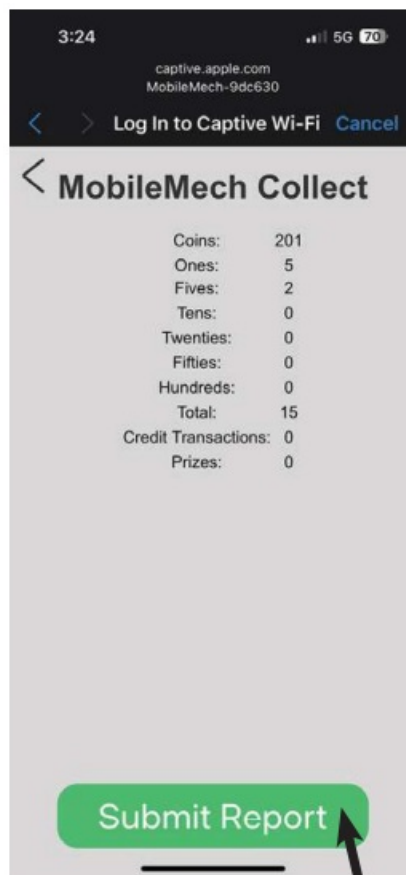 3:24 5G 70
captive.apple.com
MobileMech-9dc630
Log In to Captive Wi-Fi Cancel
MobileMech Collect
Coins: 201
Ones: 5
Fives: 2
Tens: 0
Twenties: 0
Fifties: 0
Hundreds: 0
Total: 15
Credit Transactions: 0
Prizes: 0
Submit Report